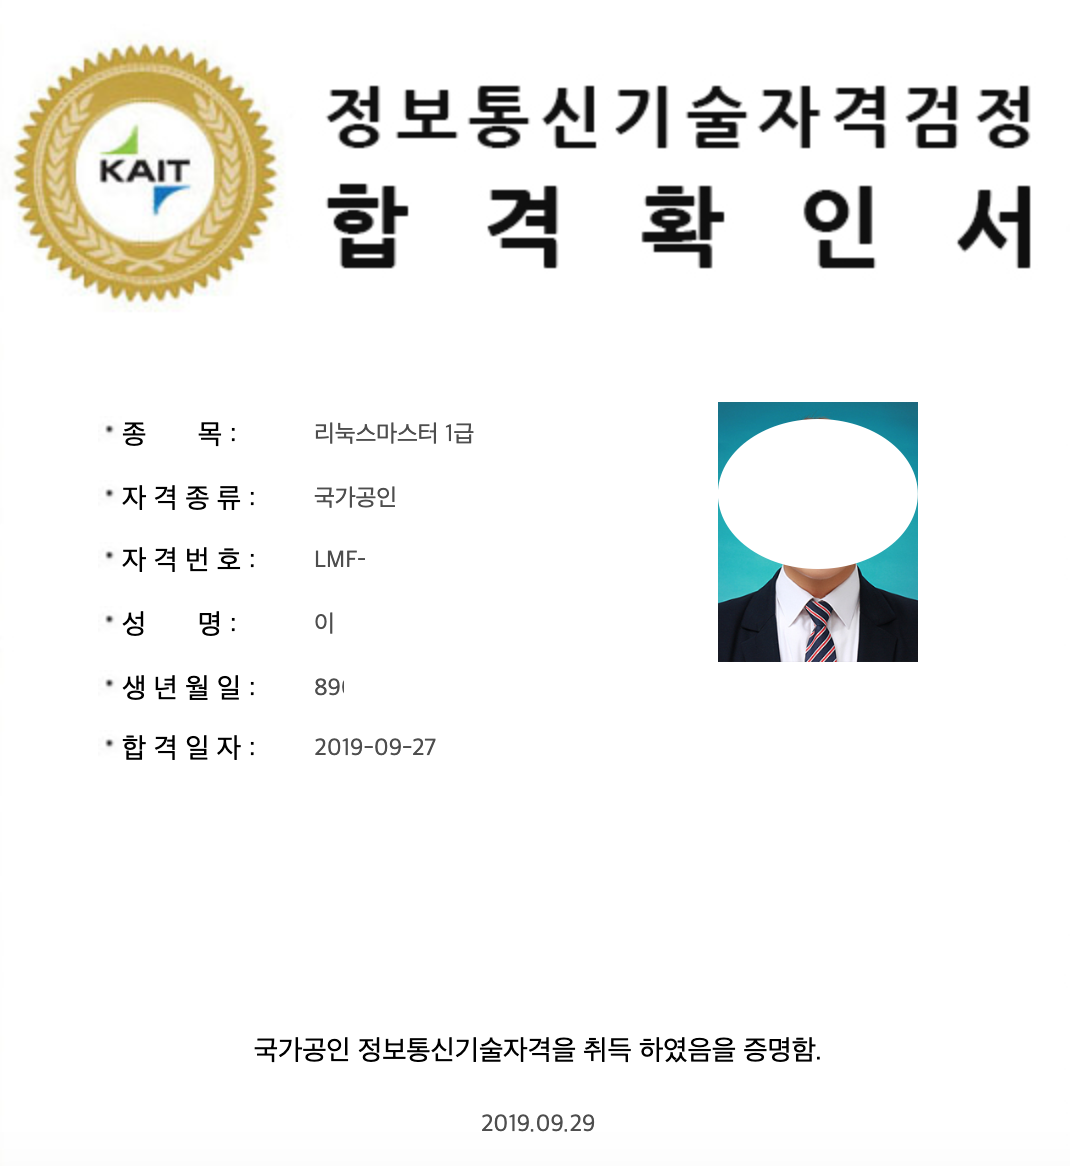 KAIT
정보통신기술자격검정
합격확인서
종 목 : 리눅스마스터 1급
자격종류 : 국가공인
자격번호 : LMF-
성 명 : 이
생년월일 : 89
합격일자 : 2019-09-27
국가공인 정보통신기술자격을 취득 하였음을 증명함.
2019.09.29